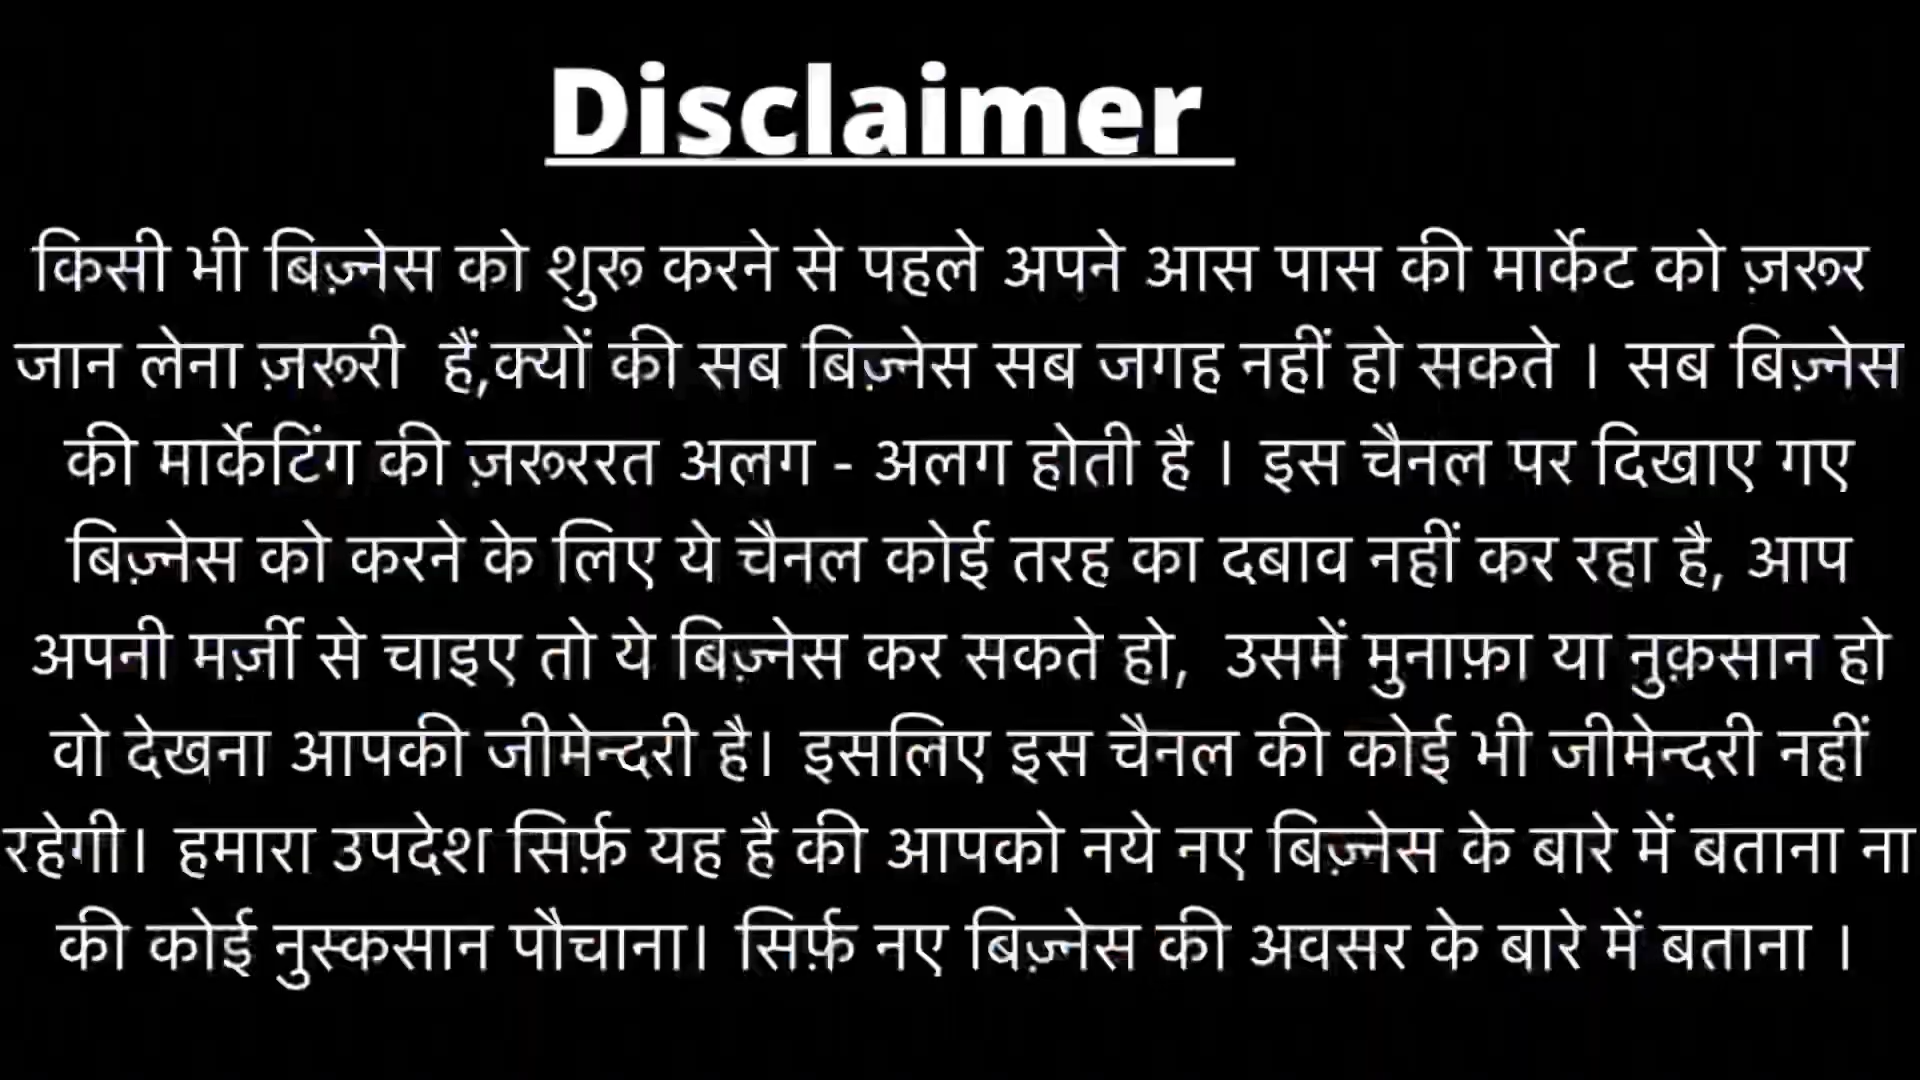 Disclaimer
किसी भी बिज़्नेस को शुरू करने से पहले अपने आस पास की मार्केट को ज़रूर
जान लेना ज़रूरी हैं,क्यों की सब बिज़्नेस सब जगह नहीं हो सकते । सब बिज़्नेस
की मार्केटिंग की ज़रूररत अलग - अलग होती है । इस चैनल पर दिखाए गए
बिज़्नेस को करने के लिए ये चैनल कोई तरह का दबाव नहीं कर रहा है, आप
अपनी मर्ज़ी से चाइए तो ये बिज़्नेस कर सकते हो, उसमें मुनाफ़ा या नुक़सान हो
वो देखना आपकी जीमेन्दरी है। इसलिए इस चैनल की कोई भी जीमेन्दरी नहीं
रहेगी। हमारा उपदेश सिर्फ़ यह है की आपको नये नए बिज़्नेस के बारे में बताना ना
की कोई नुस्कसान पौचाना। सिर्फ़ नए बिज़्नेस की अवसर के बारे में बताना ।